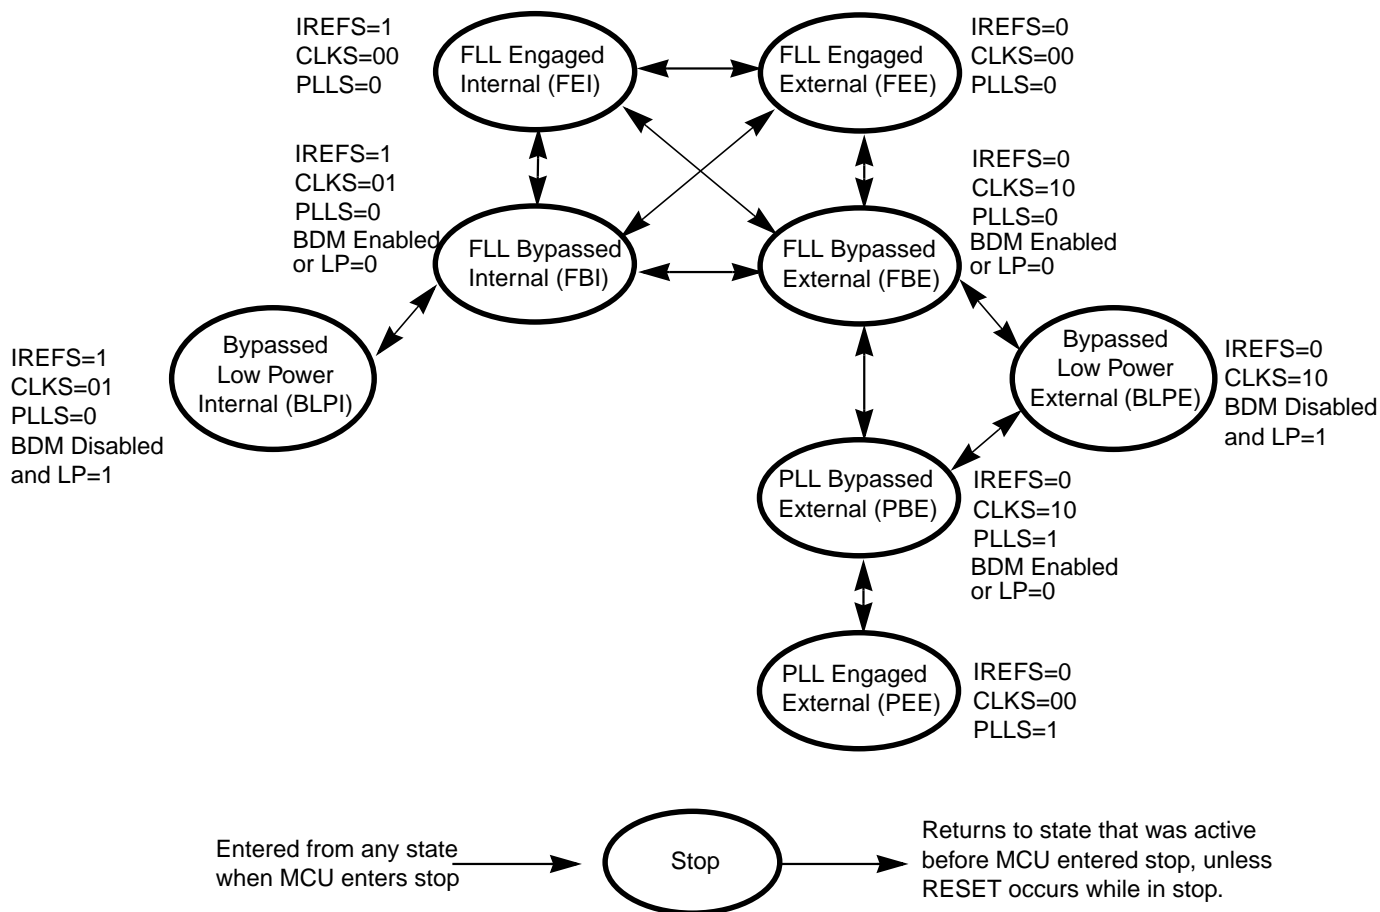 IREFS=1
CLKS=00
PLLS=0
FLL Engaged
Internal (FEI)
FLL Engaged
External (FEE)
IREFS=0
CLKS=00
PLLS=0
IREFS=1
CLKS=01
PLLS=0
BDM Enabled
or LP=0
FLL Bypassed
Internal (FBI)
FLL Bypassed
External (FBE)
IREFS=0
CLKS=10
PLLS=0
BDM Enabled
or LP=0
IREFS=1
CLKS=01
PLLS=0
BDM Disabled
and LP=1
Bypassed
Low Power
Internal (BLPI)
Bypassed
Low Power
External (BLPE)
IREFS=0
CLKS=10
BDM Disabled
and LP=1
PLL Bypassed
External (PBE)
IREFS=0
CLKS=10
PLLS=1
BDM Enabled
or LP=0
PLL Engaged
External (PEE)
IREFS=0
CLKS=00
PLLS=1
Entered from any state
when MCU enters stop
Stop
Returns to state that was active
before MCU entered stop, unless
RESET occurs while in stop.